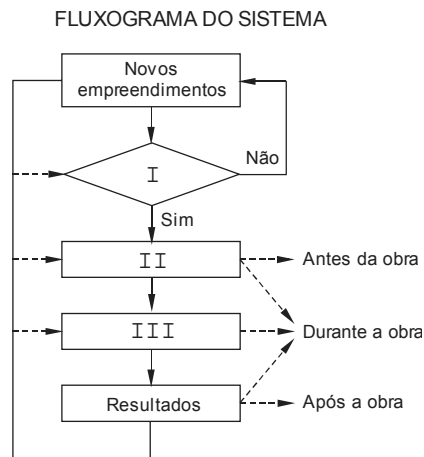 FLUXOGRAMA DO SISTEMA
Novos
empreendimentos
I
Não
Sim
II
Antes da obra
III
Durante a obra
Resultados
Após a obra